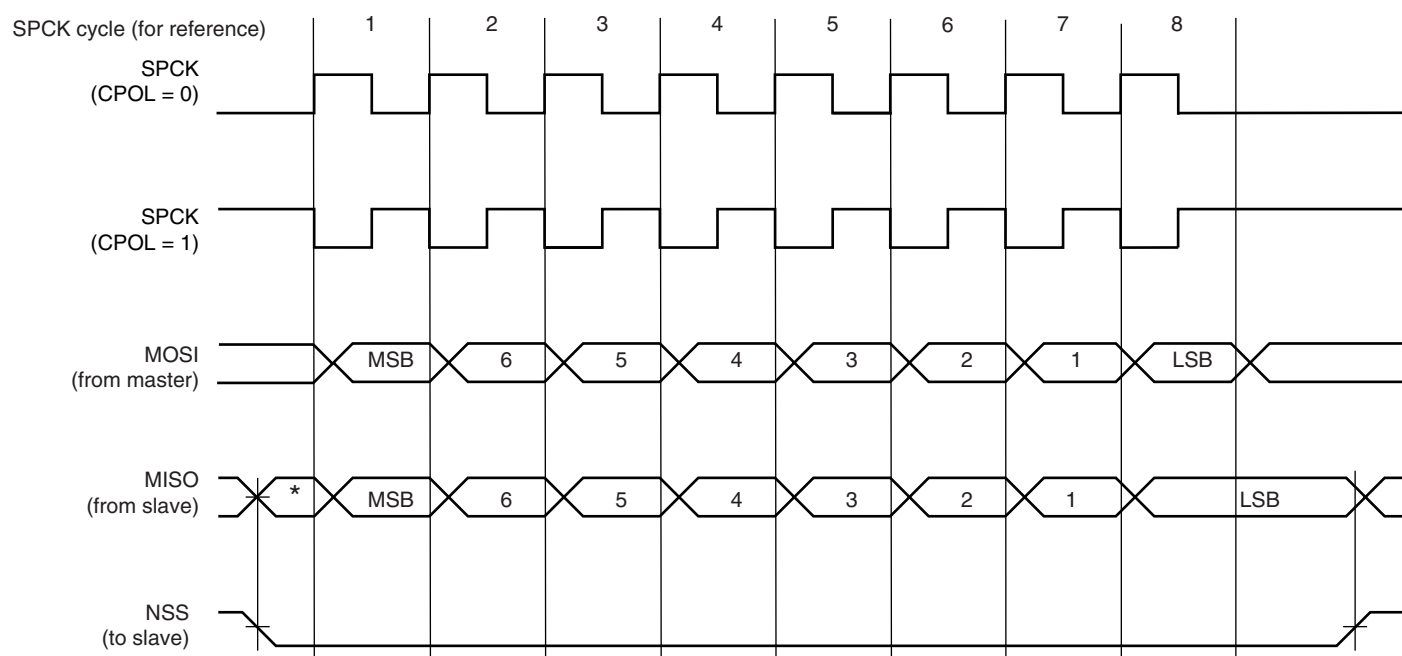 SPCK cycle (for reference) 1 2 3 4 5 6 7 8
SPCK
(CPOL = 0)
SPCK
(CPOL = 1)
MOSI
(from master)
MSB 6 5 4 3 2 1 LSB
MISO
(from slave)
* MSB 6 5 4 3 2 1 LSB
NSS
(to slave)